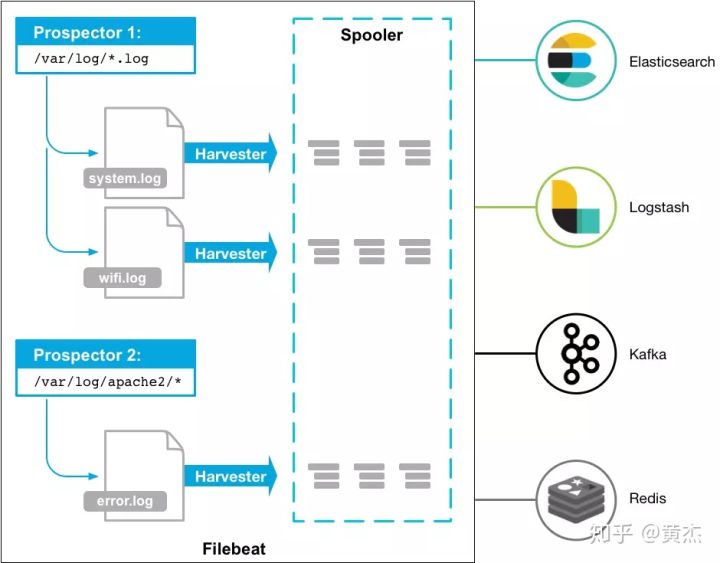 Prospector 1:
/var/log/*.log
Spooler
Elasticsearch
Harvester
system.log
Logstash
Harvester
wifi.log
Prospector 2:
/var/log/apache2/*
Kafka
Harvester
error.log
Redis
知乎 @黄杰
Filebeat